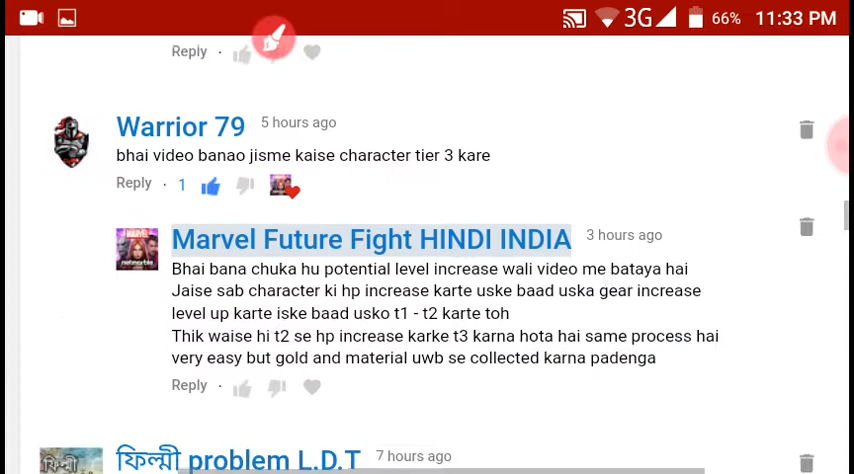 3G 66% 11:33 PM
Reply ·
Warrior 79 5 hours ago
bhai video banao jisme kaise character tier 3 kare
Reply · 1
Marvel Future Fight HINDI INDIA 3 hours ago
Bhai bana chuka hu potential level increase wali video me bataya hai
Jaise sab character ki hp increase karte uske baad uska gear increase
level up karte iske baad usko t1 - t2 karte toh
Thik waise hi t2 se hp increase karke t3 karna hota hai same process hai
very easy but gold and material uwb se collected karna padenga
Reply ·
ফিল্মী problem L.D.T 7 hours ago